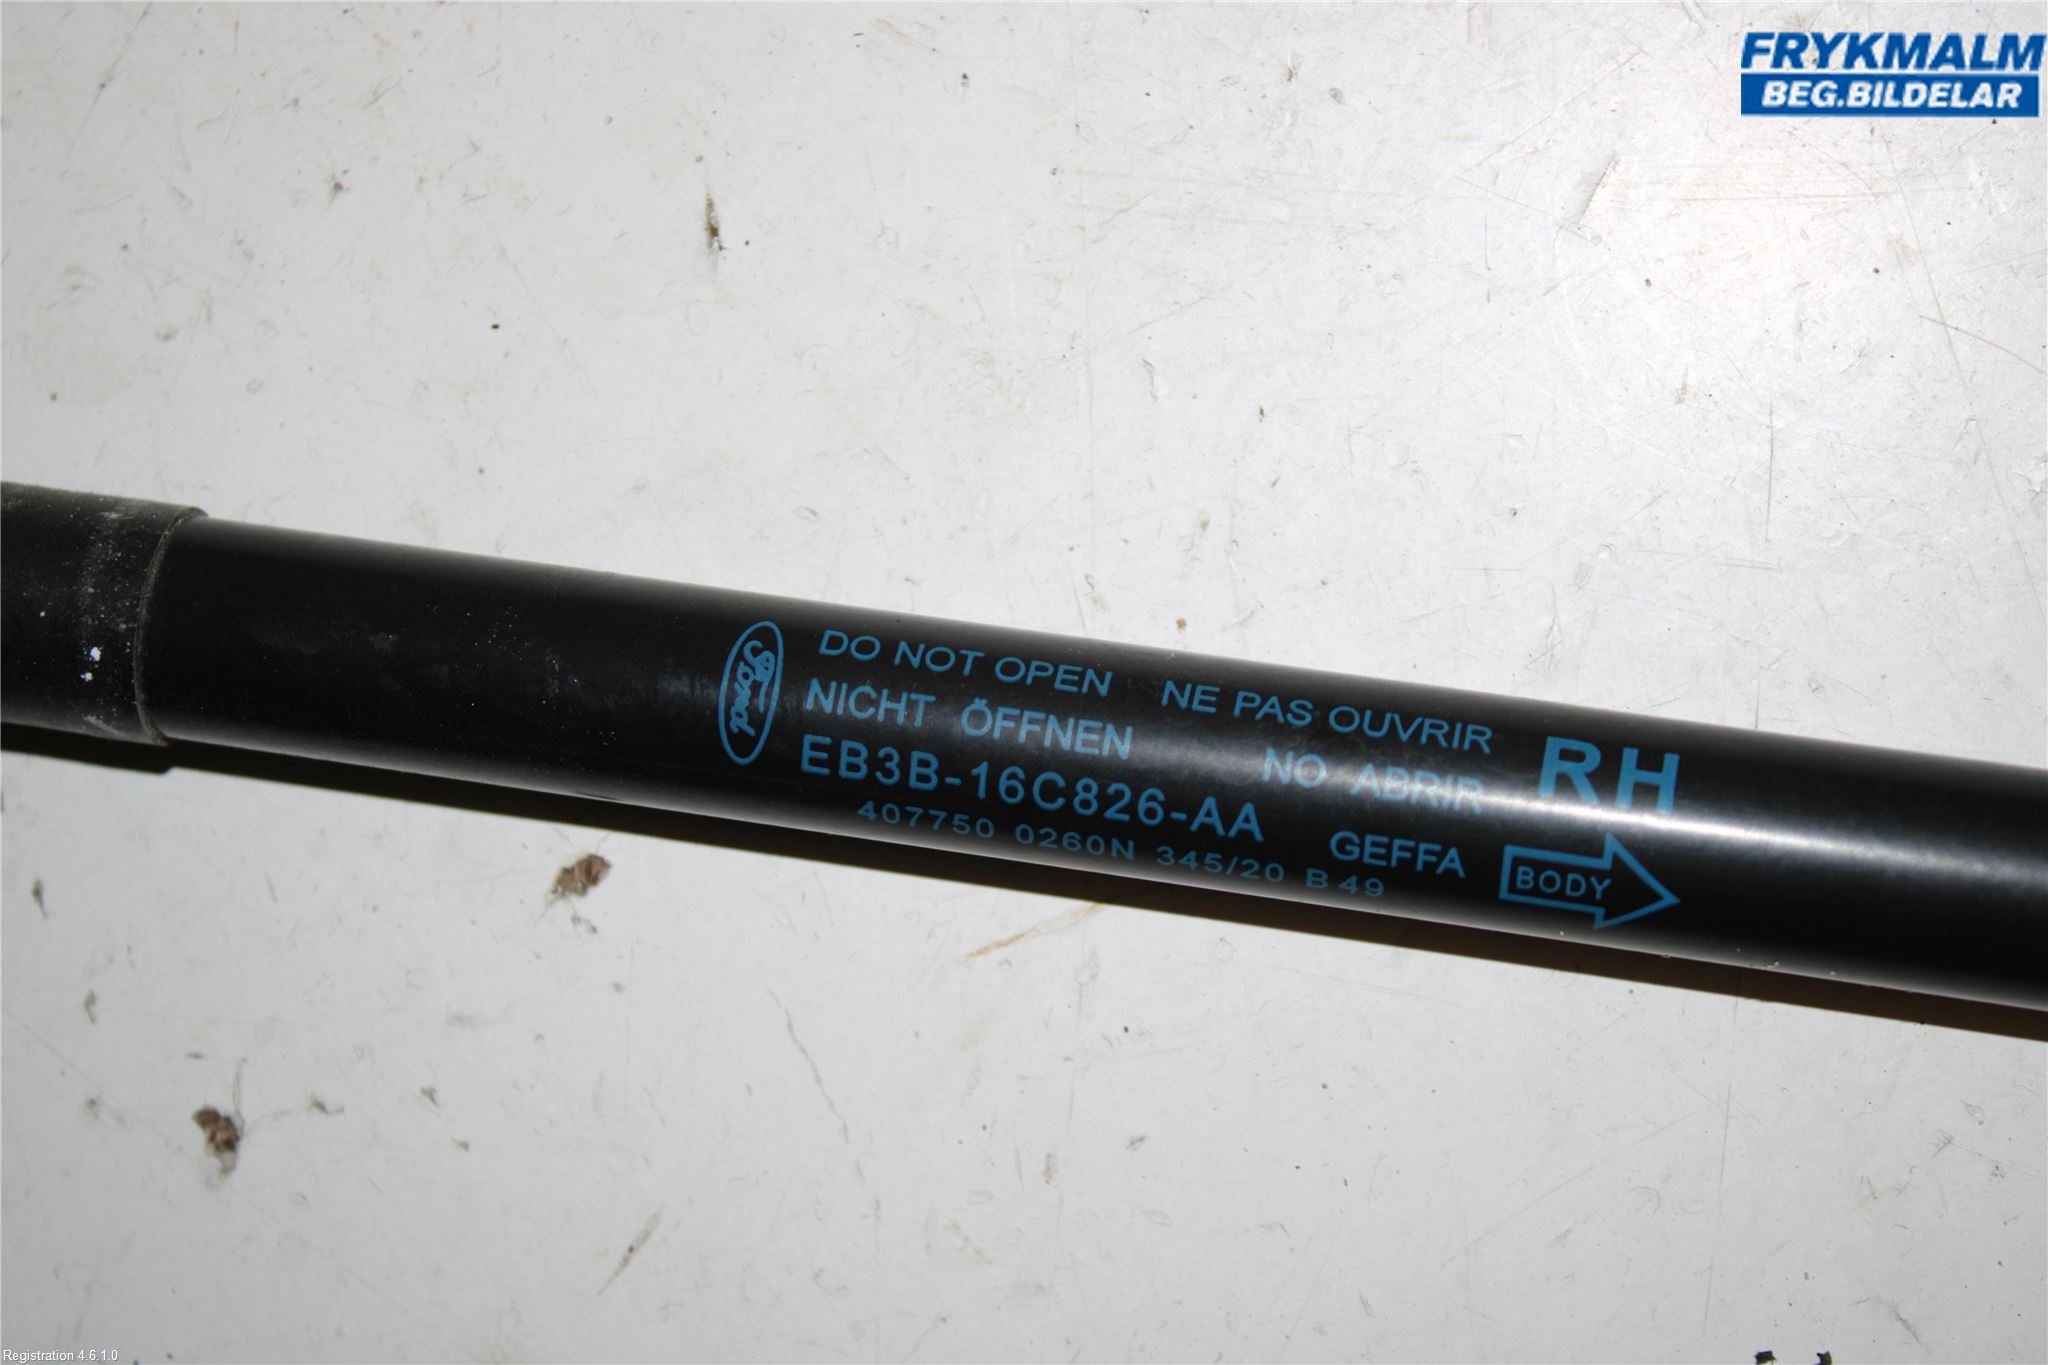 FRYKMALM
BEG.BILDELAR
Ford
DO NOT OPEN NE PAS OUVRIR
NICHT ÖFFNEN NO ABRIR
RH
EB3B-16C826-AA GEFFA
BODY
407750 0260N 345/20 B49
Registration 4.6.1.0